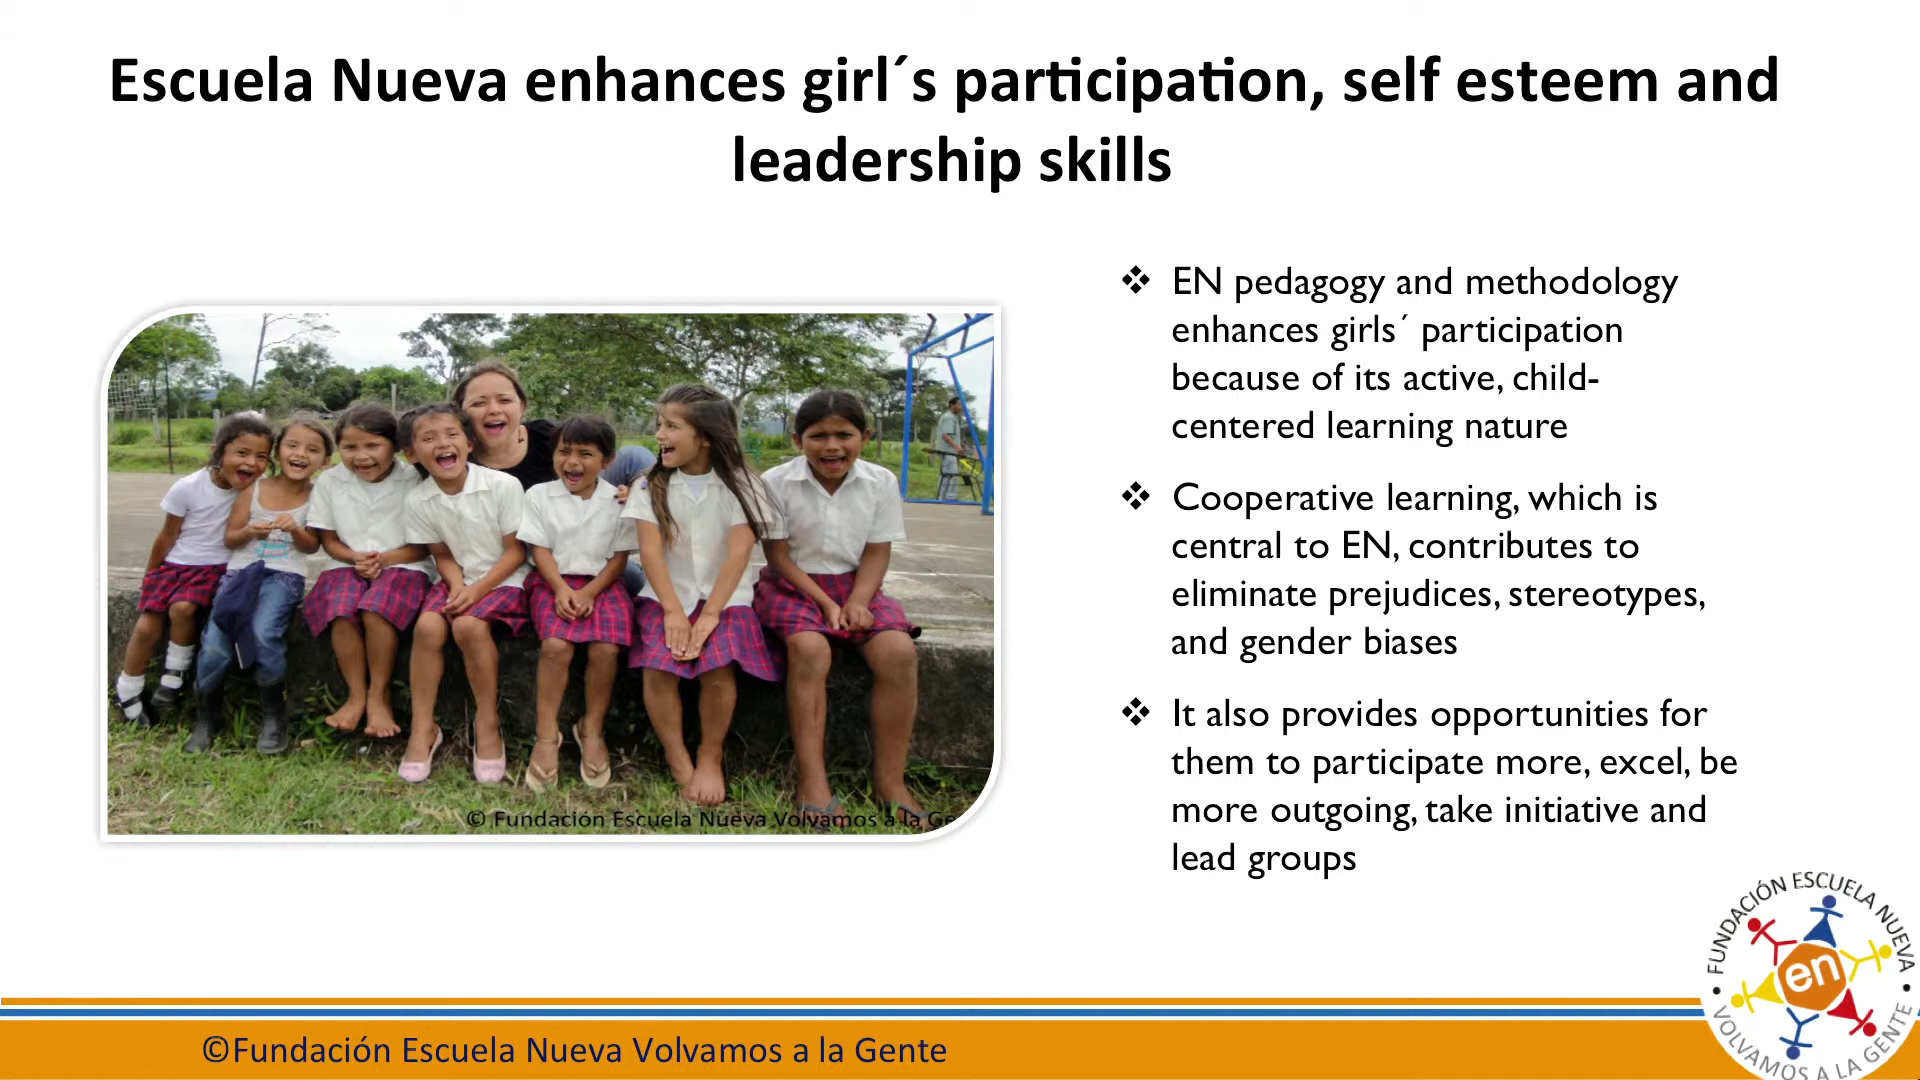 Escuela Nueva enhances girl´s participation, self esteem and
leadership skills
❖ EN pedagogy and methodology
enhances girls´ participation
because of its active, child-
centered learning nature
❖ Cooperative learning, which is
central to EN, contributes to
eliminate prejudices, stereotypes,
and gender biases
❖ It also provides opportunities for
them to participate more, excel, be
more outgoing, take initiative and
lead groups
© Fundación Escuela Nueva Volvamos a la Ge
©Fundación Escuela Nueva Volvamos a la Gente
FUNDACIÓN ESCUELA NUEVA
en
• VOLVAMOS A LA GENTE •